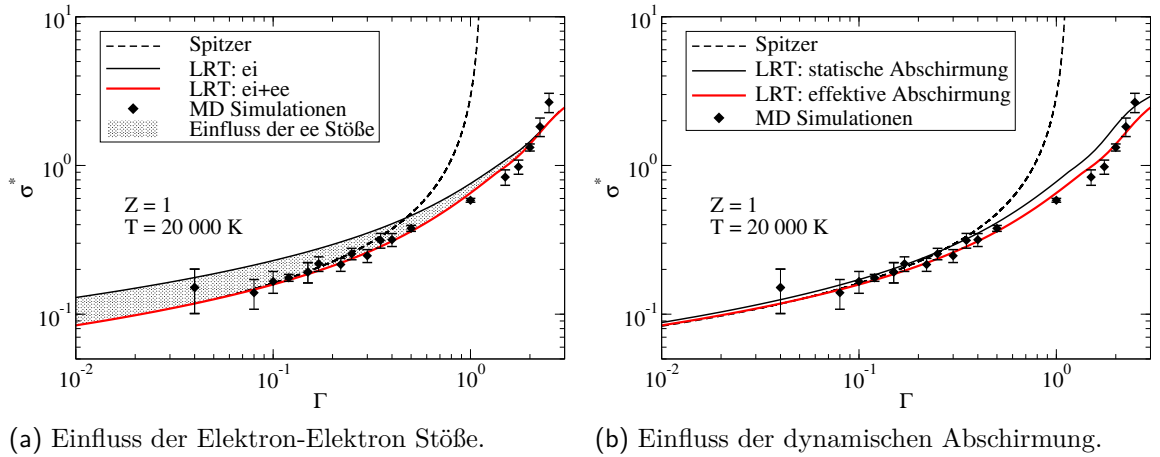 10^1
10^0
10^-1
σ*
Spitzer
LRT: ei
LRT: ei+ee
MD Simulationen
Einfluss der ee Stöße
Z = 1
T = 20 000 K
10^-2
10^-1
10^0
Γ
(a) Einfluss der Elektron-Elektron Stöße.
10^1
10^0
10^-1
σ*
Spitzer
LRT: statische Abschirmung
LRT: effektive Abschirmung
MD Simulationen
Z = 1
T = 20 000 K
10^-2
10^-1
10^0
Γ
(b) Einfluss der dynamischen Abschirmung.